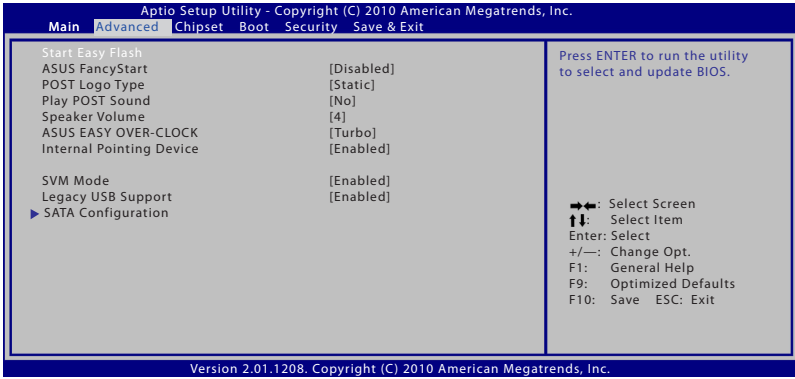 Aptio Setup Utility - Copyright (C) 2010 American Megatrends, Inc.
Main Advanced Chipset Boot Security Save & Exit
Start Easy Flash
ASUS FancyStart [Disabled]
POST Logo Type [Static]
Play POST Sound [No]
Speaker Volume [4]
ASUS EASY OVER-CLOCK [Turbo]
Internal Pointing Device [Enabled]
SVM Mode [Enabled]
Legacy USB Support [Enabled]
SATA Configuration
Press ENTER to run the utility
to select and update BIOS.
→←: Select Screen
↑↓: Select Item
Enter: Select
+/—: Change Opt.
F1: General Help
F9: Optimized Defaults
F10: Save ESC: Exit
Version 2.01.1208. Copyright (C) 2010 American Megatrends, Inc.